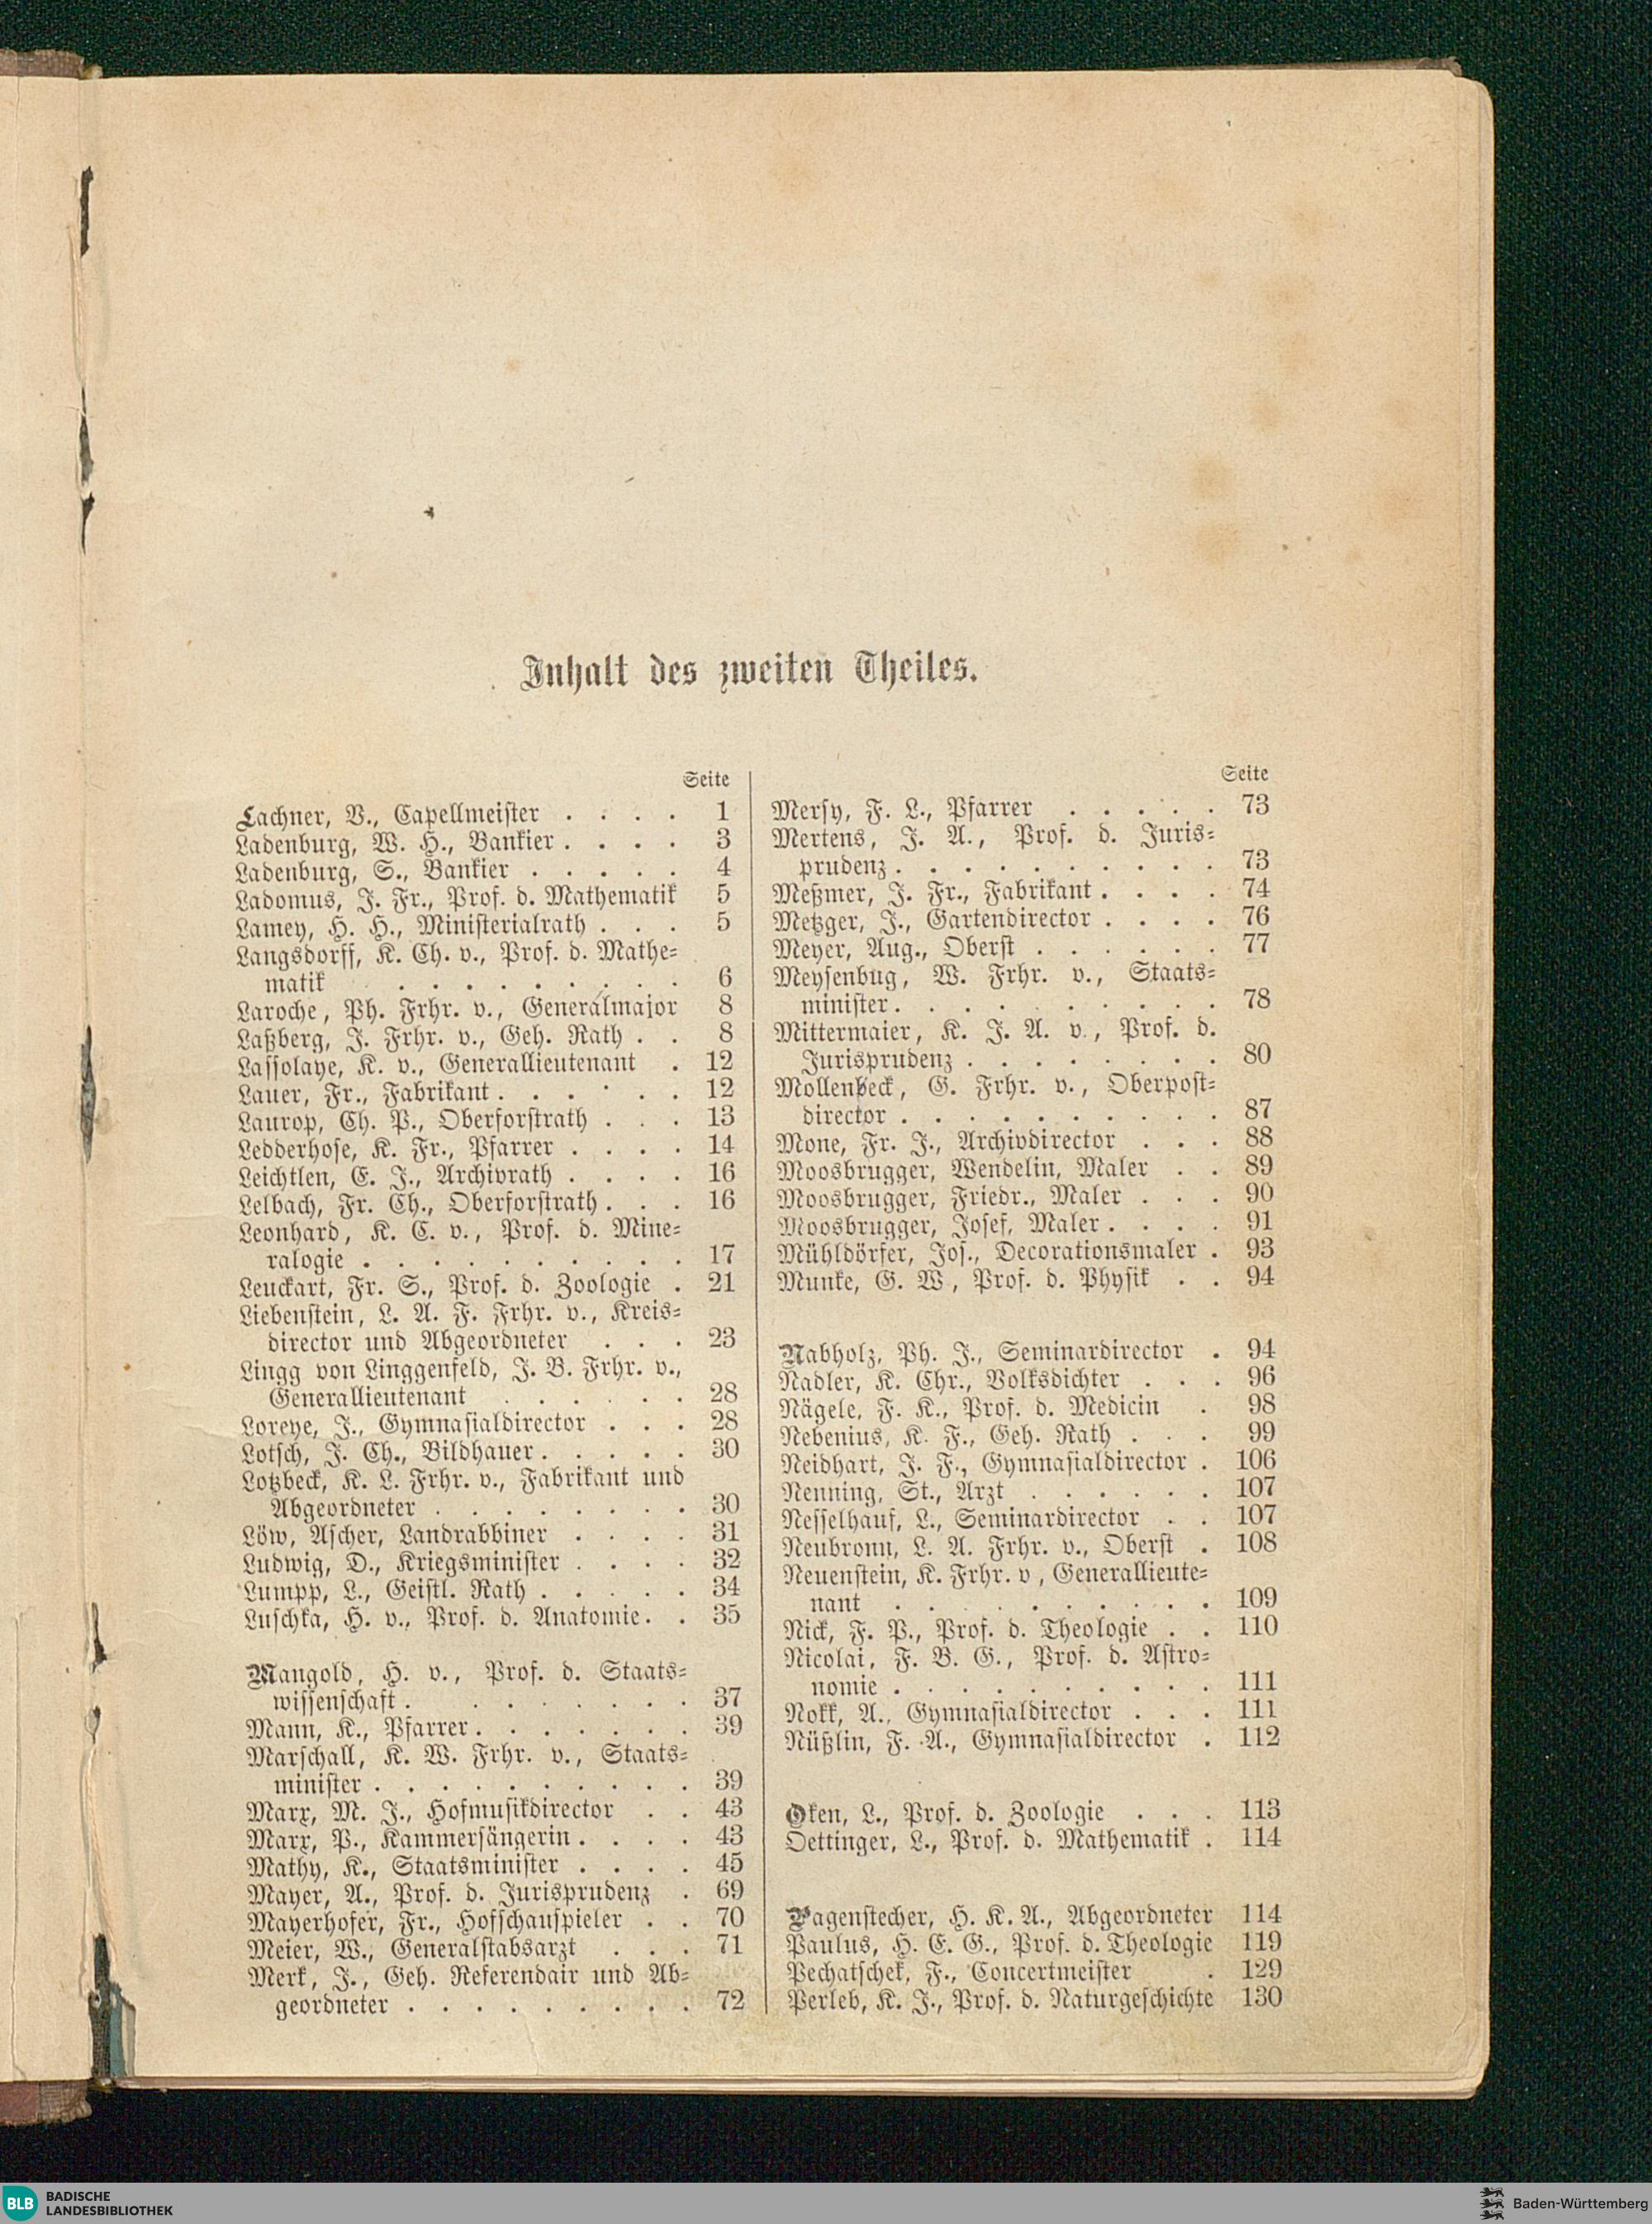 Inhalt des zweiten Theiles.
Seite
Lachner, V., Capellmeister . . . . 1
Ladenburg, W. H., Bankier . . . . 3
Ladenburg, S., Bankier . . . . . 4
Ladomus, J. Fr., Prof. d. Mathematik 5
Lamey, H. H., Ministerialrath . . . 5
Langsdorff, K. Ch. v., Prof. d. Mathe-
matik . . . . . . . . . 6
Laroche, Ph. Frhr. v., Generalmajor 8
Laßberg, J. Frhr. v., Geh. Rath . . 8
Lassolaye, K. v., Generallieutenant . 12
Lauer, Fr., Fabrikant . . . . . . 12
Laurop, Ch. P., Oberforstrath . . . 13
Ledderhose, K. Fr., Pfarrer . . . . 14
Leichtlen, E. J., Archivrath . . . . 16
Lelbach, Fr. Ch., Oberforstrath . . . 16
Leonhard, K. C. v., Prof. d. Mine-
ralogie . . . . . . . . . . 17
Leuckart, Fr. S., Prof. d. Zoologie . 21
Liebenstein, L. A. F. Frhr. v., Kreis-
director und Abgeordneter . . . 23
Lingg von Linggenfeld, J. B. Frhr. v.,
Generallieutenant . . . . . . 28
Loreye, J., Gymnasialdirector . . . 28
Lotsch, J. Ch., Bildhauer . . . . . 30
Lotzbeck, K. L. Frhr. v., Fabrikant und
Abgeordneter . . . . . . . . 30
Löw, Ascher, Landrabbiner . . . . 31
Ludwig, D., Kriegsminister . . . . 32
Lumpp, L., Geistl. Rath . . . . . 34
Luschka, H. v., Prof. d. Anatomie . . 35
Mangold, H. v., Prof. d. Staats-
wissenschaft . . . . . . . . 37
Mann, K., Pfarrer . . . . . . . 39
Marschall, K. W. Frhr. v., Staats-
minister . . . . . . . . . . 39
Marx, M. J., Hofmusikdirector . . 43
Marx, P., Kammersängerin . . . . 43
Mathy, K., Staatsminister . . . . 45
Mayer, A., Prof. d. Jurisprudenz . 69
Mayerhofer, Fr., Hofschauspieler . . 70
Meier, W., Generalstabsarzt . . . 71
Merk, J., Geh. Referendair und Ab-
geordneter . . . . . . . . . 72
Seite
Mersy, F. L., Pfarrer . . . . . 73
Mertens, J. A., Prof. d. Juris-
prudenz . . . . . . . . . . 73
Meßmer, J. Fr., Fabrikant . . . . 74
Metzger, J., Gartendirector . . . . 76
Meyer, Aug., Oberst . . . . . . 77
Meysenbug, W. Frhr. v., Staats-
minister . . . . . . . . . . 78
Mittermaier, K. J. A. v., Prof. d.
Jurisprudenz . . . . . . . . 80
Mollenbeck, G. Frhr. v., Oberpost-
director . . . . . . . . . . 87
Mone, Fr. J., Archivdirector . . . 88
Moosbrugger, Wendelin, Maler . . 89
Moosbrugger, Friedr., Maler . . . 90
Moosbrugger, Josef, Maler . . . . 91
Mühldörfer, Jos., Decorationsmaler . 93
Munke, G. W, Prof. d. Physik . . 94
Nabholz, Ph. J., Seminardirector . 94
Nadler, K. Chr., Volksdichter . . . 96
Nägele, F. K., Prof. d. Medicin . 98
Nebenius, K. F., Geh. Rath . . . 99
Neidhart, J. F., Gymnasialdirector . 106
Nenning, St., Arzt . . . . . . 107
Nesselhauf, L., Seminardirector . . 107
Neubronn, L. A. Frhr. v., Oberst . 108
Neuenstein, K. Frhr. v, Generallieute-
nant . . . . . . . . . 109
Nick, F. P., Prof. d. Theologie . . 110
Nicolai, F. B. G., Prof. d. Astro-
nomie . . . . . . . . . . 111
Nokk, A., Gymnasialdirector . . . 111
Nüßlin, F. A., Gymnasialdirector . 112
Oken, L., Prof. d. Zoologie . . . 113
Oettinger, L., Prof. d. Mathematik . 114
Pagenstecher, H. K. A., Abgeordneter 114
Paulus, H. E. G., Prof. d. Theologie 119
Pechatschek, F., Concertmeister . 129
Perleb, K. J., Prof. d. Naturgeschichte 130
BLB BADISCHE
LANDESBIBLIOTHEK
Baden-Württemberg